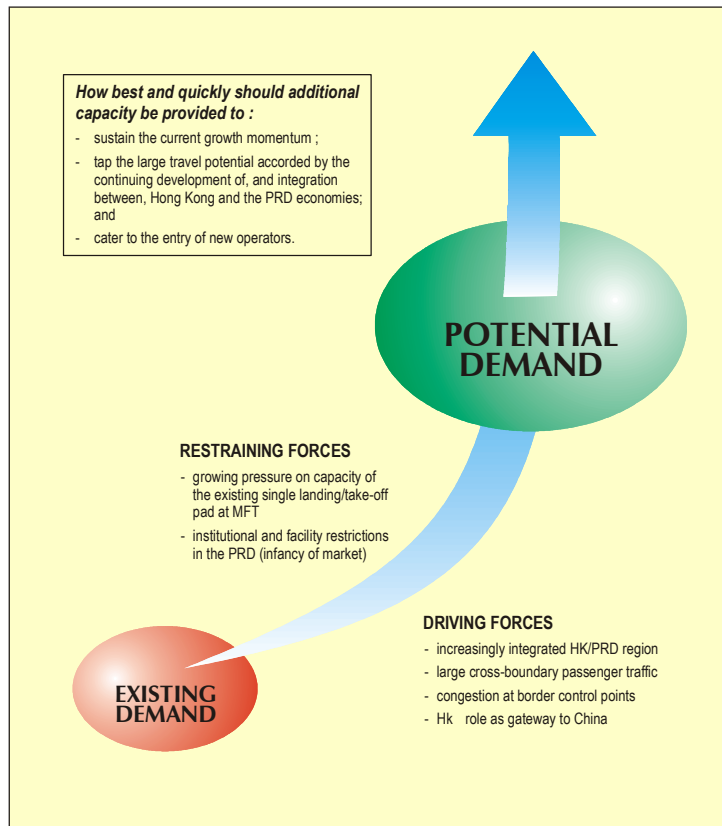 How best and quickly should additional
capacity be provided to :
- sustain the current growth momentum ;
- tap the large travel potential accorded by the
continuing development of, and integration
between, Hong Kong and the PRD economies;
and
- cater to the entry of new operators.
POTENTIAL
DEMAND
RESTRAINING FORCES
- growing pressure on capacity of
the existing single landing/take-off
pad at MFT
- institutional and facility restrictions
in the PRD (infancy of market)
DRIVING FORCES
- increasingly integrated HK/PRD region
- large cross-boundary passenger traffic
- congestion at border control points
- Hk role as gateway to China
EXISTING
DEMAND